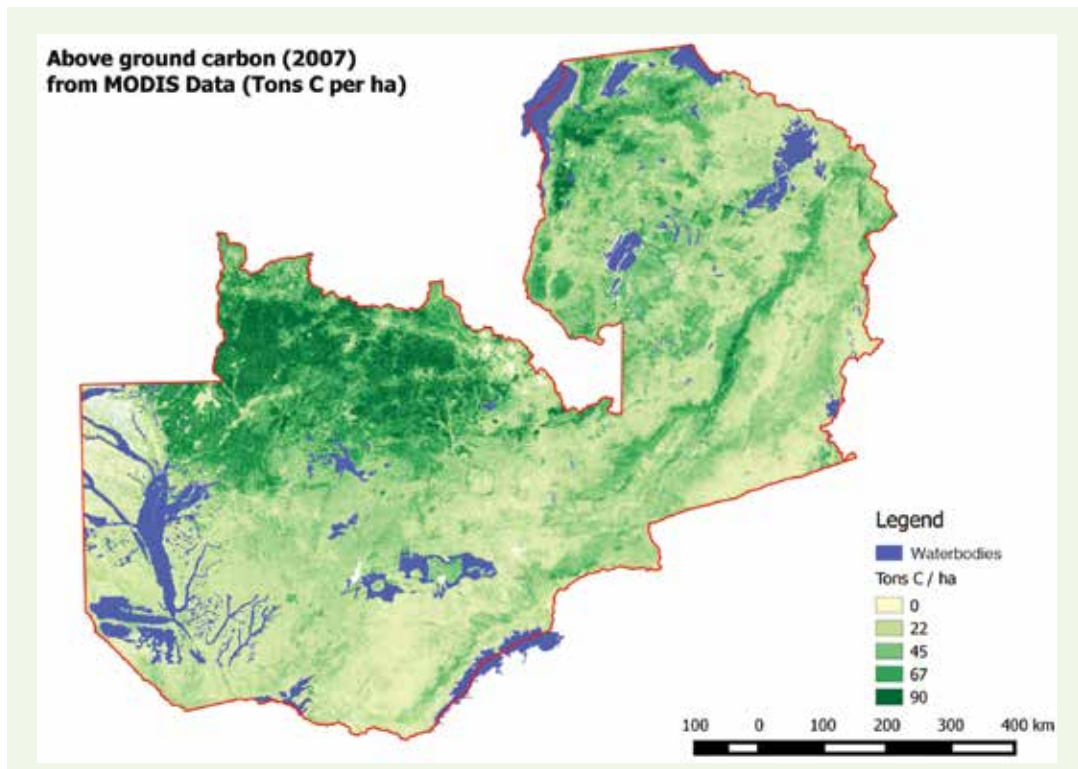 Above ground carbon (2007)
from MODIS Data (Tons C per ha)
Legend
Waterbodies
Tons C / ha
0
22
45
67
90
100 0 100 200 300 400 km